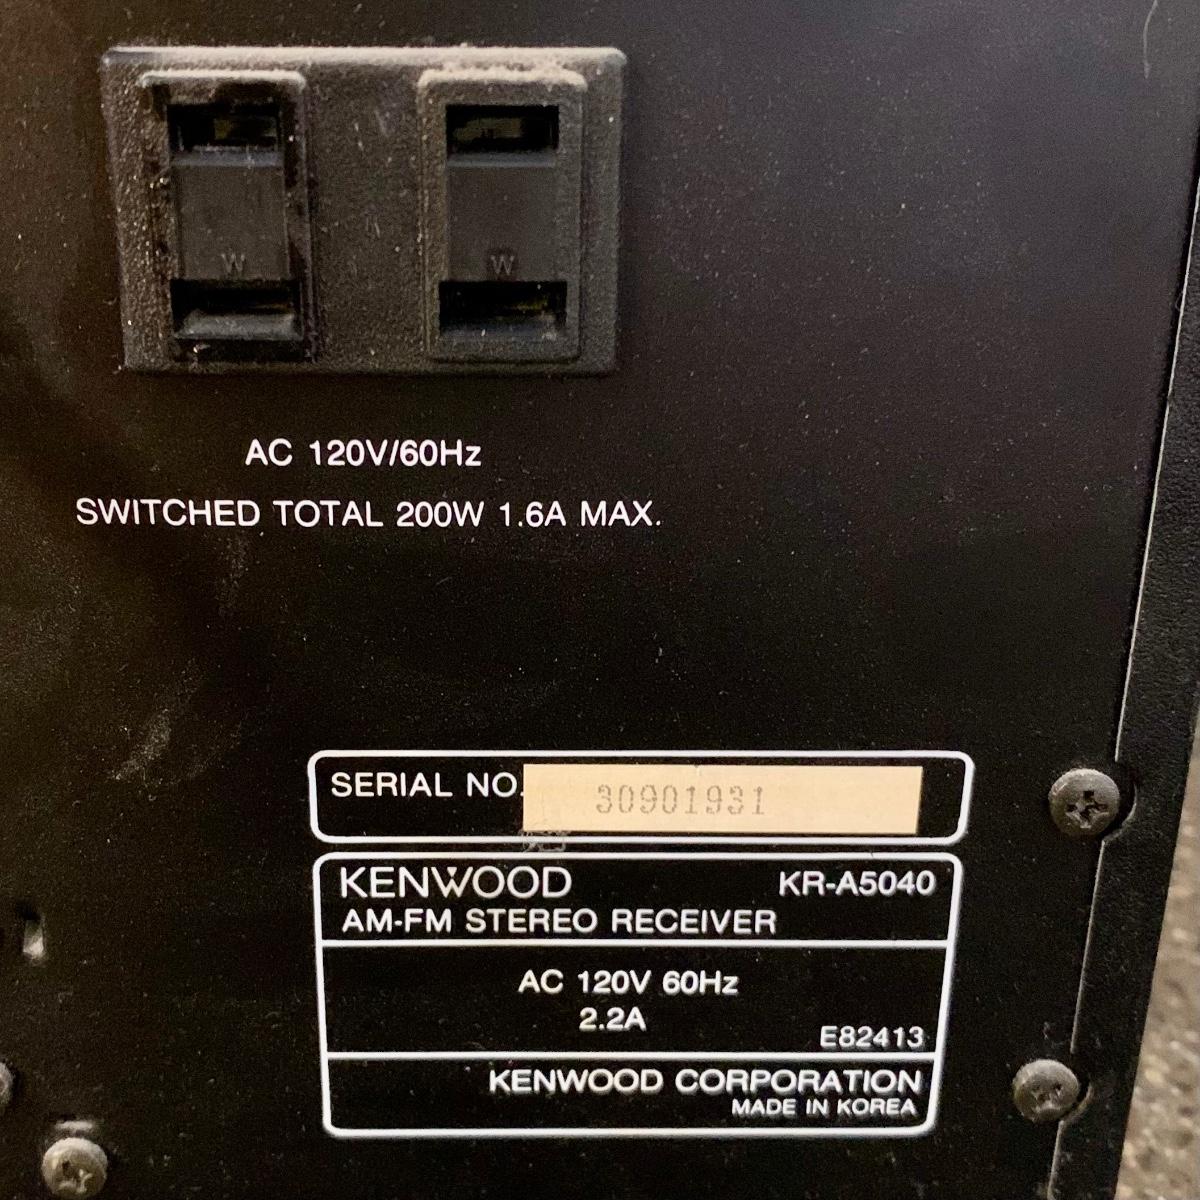 W W
AC 120V/60Hz
SWITCHED TOTAL 200W 1.6A MAX.
SERIAL NO. 30901931
KENWOOD KR-A5040
AM-FM STEREO RECEIVER
AC 120V 60Hz
2.2A
E82413
KENWOOD CORPORATION
MADE IN KOREA